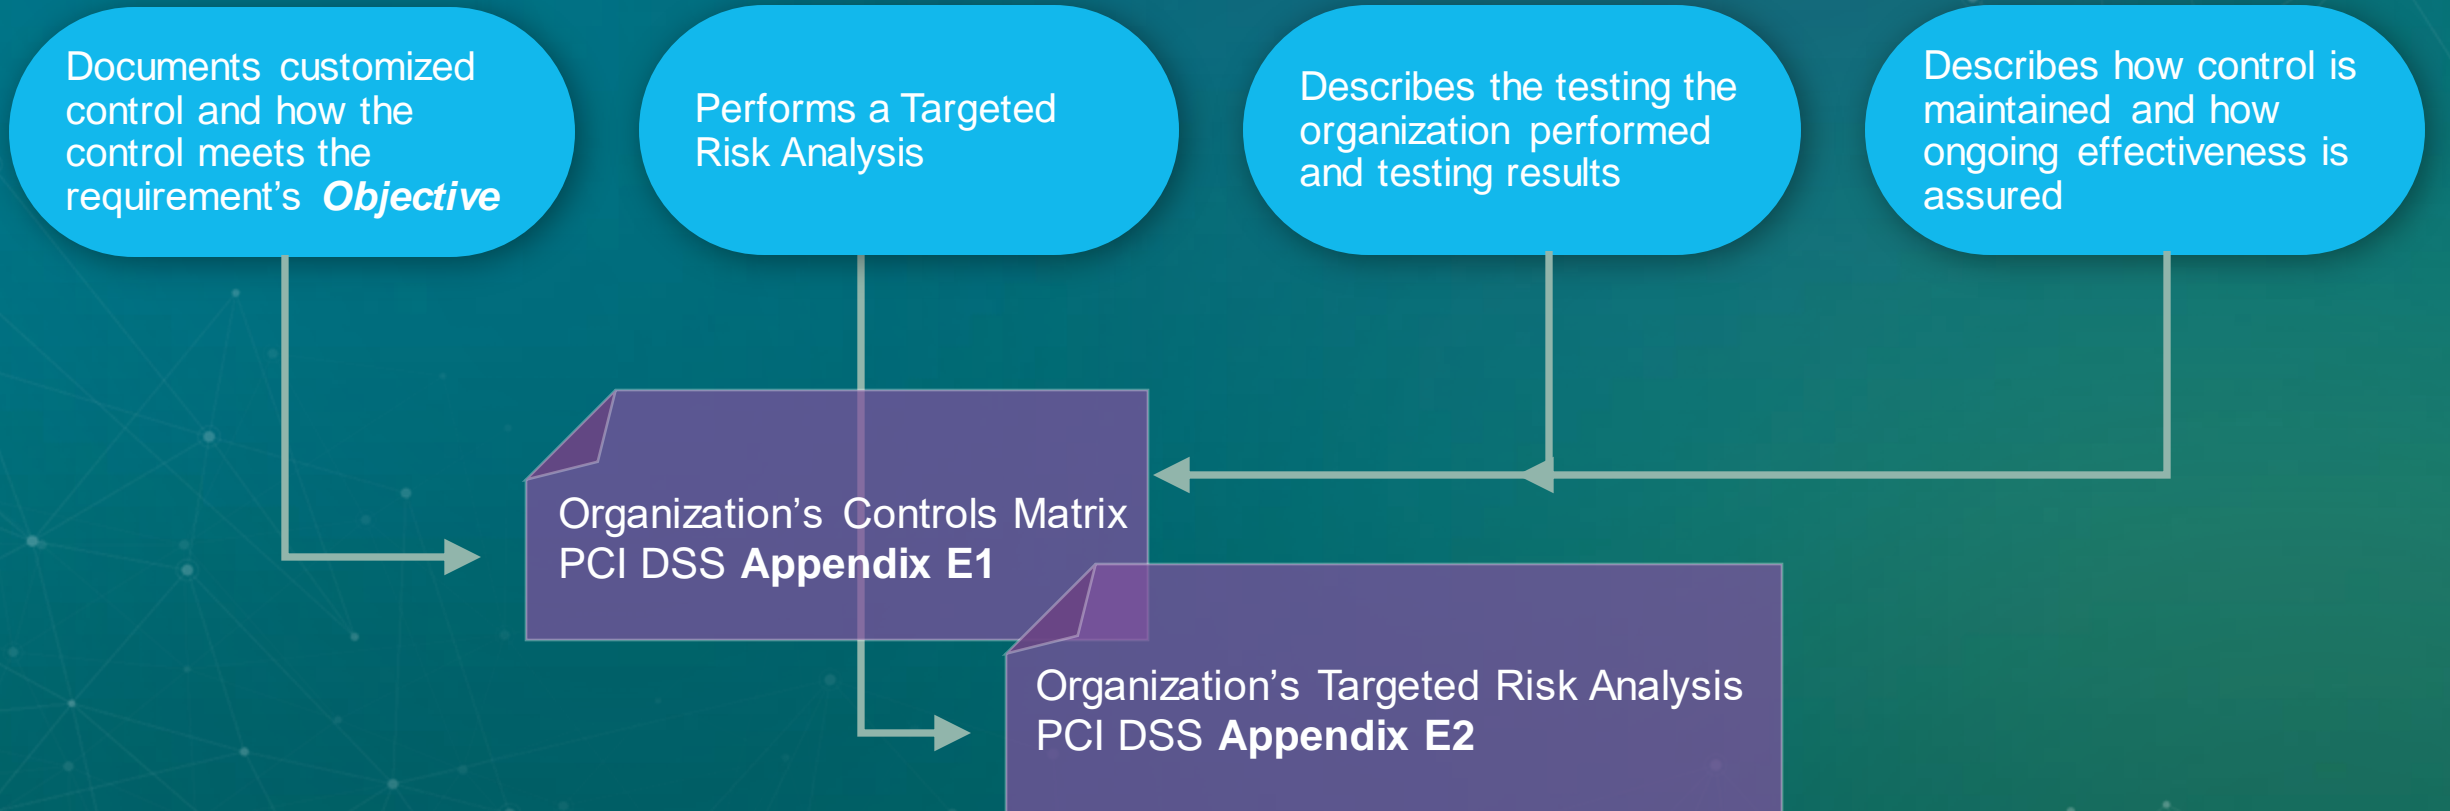 Documents customized
control and how the
control meets the
requirement’s Objective
Performs a Targeted
Risk Analysis
Describes the testing the
organization performed
and testing results
Describes how control is
maintained and how
ongoing effectiveness is
assured
Organization’s Controls Matrix
PCI DSS Appendix E1
Organization’s Targeted Risk Analysis
PCI DSS Appendix E2